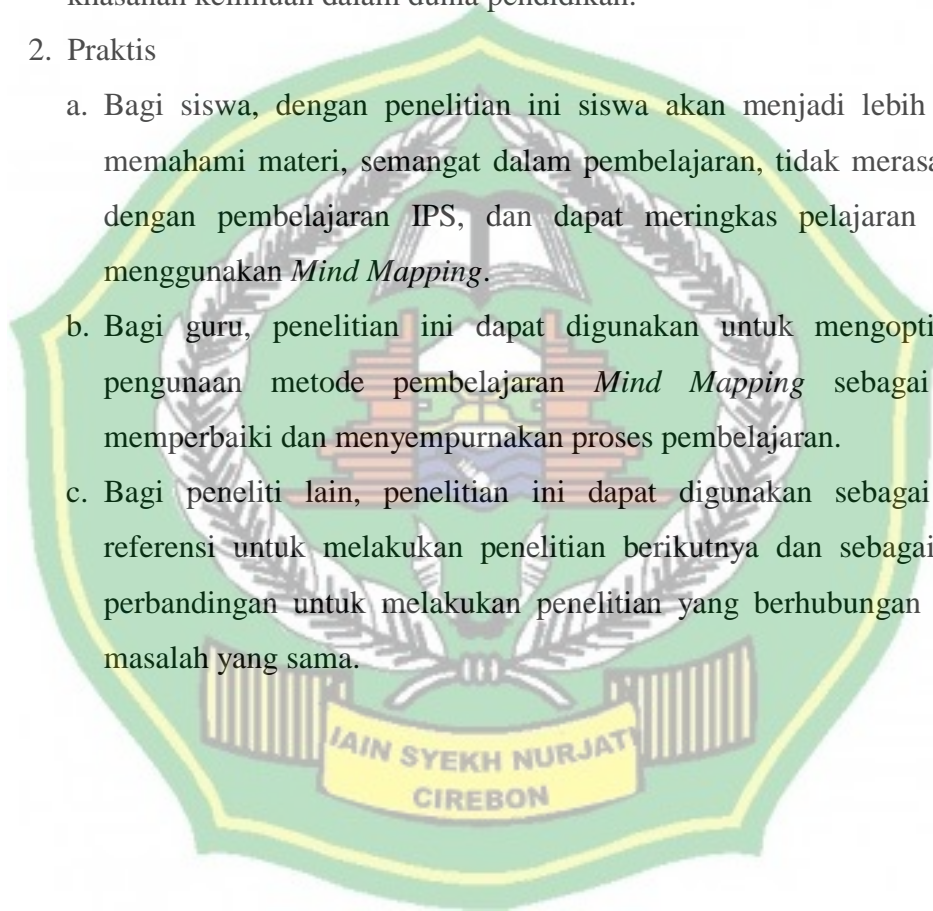 khasanah keilmuan dalam dunia pendidikan.
2. Praktis
a. Bagi siswa, dengan penelitian ini siswa akan menjadi lebih
memahami materi, semangat dalam pembelajaran, tidak merasa
dengan pembelajaran IPS, dan dapat meringkas pelajaran
menggunakan Mind Mapping.
b. Bagi guru, penelitian ini dapat digunakan untuk mengopti
pengunaan metode pembelajaran Mind Mapping sebagai
memperbaiki dan menyempurnakan proses pembelajaran.
c. Bagi peneliti lain, penelitian ini dapat digunakan sebagai
referensi untuk melakukan penelitian berikutnya dan sebagai
perbandingan untuk melakukan penelitian yang berhubungan
masalah yang sama.
IAIN SYEKH NURJATI
CIREBON